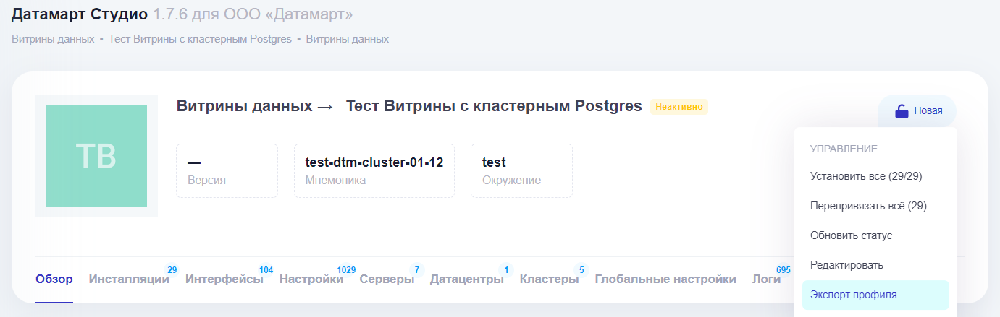 Датамарт Студио 1.7.6 для ООО «Датамарт»
Витрины данных • Тест Витрины с кластерным Postgres • Витрины данных
ТВ
Витрины данных → Тест Витрины с кластерным Postgres Неактивно
Новая
— 
Версия
test-dtm-cluster-01-12
Мнемоника
test
Окружение
УПРАВЛЕНИЕ
Установить всё (29/29)
Перепривязать всё (29)
Обновить статус
Редактировать
Экспорт профиля
Обзор Инсталляции 29 Интерфейсы 104 Настройки 1029 Серверы 7 Датацентры 1 Кластеры 5 Глобальные настройки Логи 695